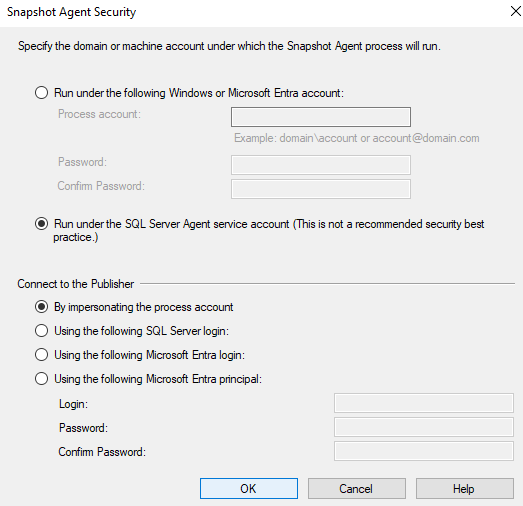 Snapshot Agent Security
Specify the domain or machine account under which the Snapshot Agent process will run.
Run under the following Windows or Microsoft Entra account:
Process account:
Example: domain\account or account@domain.com
Password:
Confirm Password:
Run under the SQL Server Agent service account (This is not a recommended security best
practice.)
Connect to the Publisher
By impersonating the process account
Using the following SQL Server login:
Using the following Microsoft Entra login:
Using the following Microsoft Entra principal:
Login:
Password:
Confirm Password:
OK
Cancel
Help